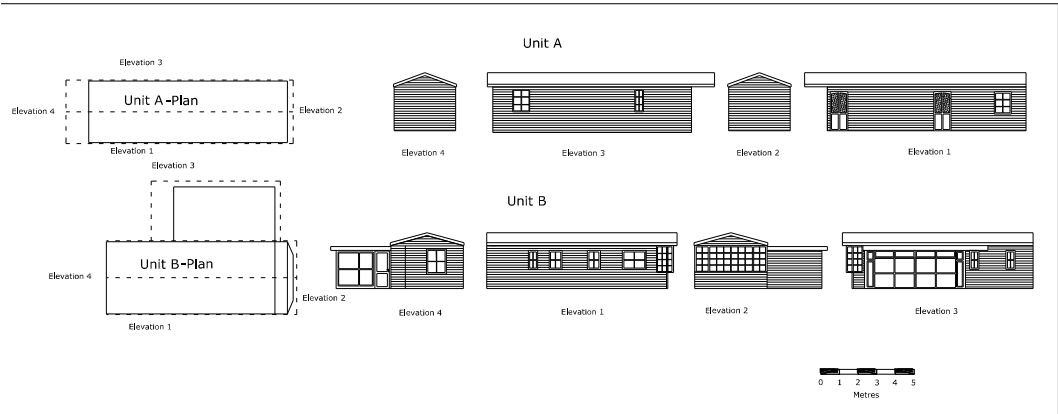 Unit A
Elevation 3
Unit A-Plan
Elevation 4
Elevation 2
Elevation 1
Elevation 4
Elevation 3
Elevation 2
Elevation 1
Elevation 3
Unit B
Unit B-Plan
Elevation 4
Elevation 2
Elevation 1
Elevation 4
Elevation 1
Elevation 2
Elevation 3
0 1 2 3 4 5
Metres